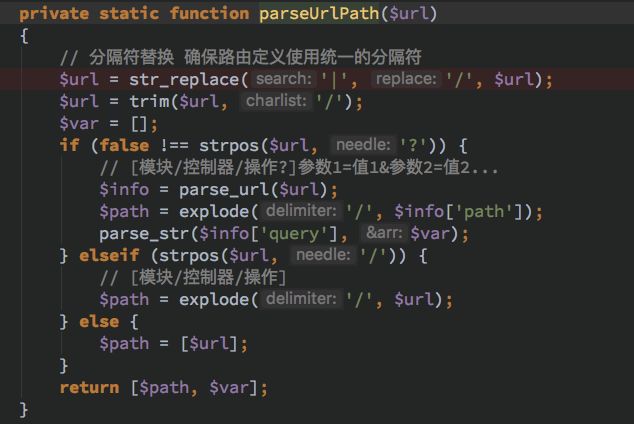 private static function parseUrlPath($url)
{
    // 分隔符替换 确保路由定义使用统一的分隔符
    $url = str_replace( search: '|', replace: '/', $url);
    $url = trim($url, charlist: '/');
    $var = [];
    if (false !== strpos($url, needle: '?')) {
        // [模块/控制器/操作?]参数1=值1&参数2=值2...
        $info = parse_url($url);
        $path = explode( delimiter: '/', $info['path']);
        parse_str($info['query'], &arr: $var);
    } elseif (strpos($url, needle: '/')) {
        // [模块/控制器/操作]
        $path = explode( delimiter: '/', $url);
    } else {
        $path = [$url];
    }
    return [$path, $var];
}